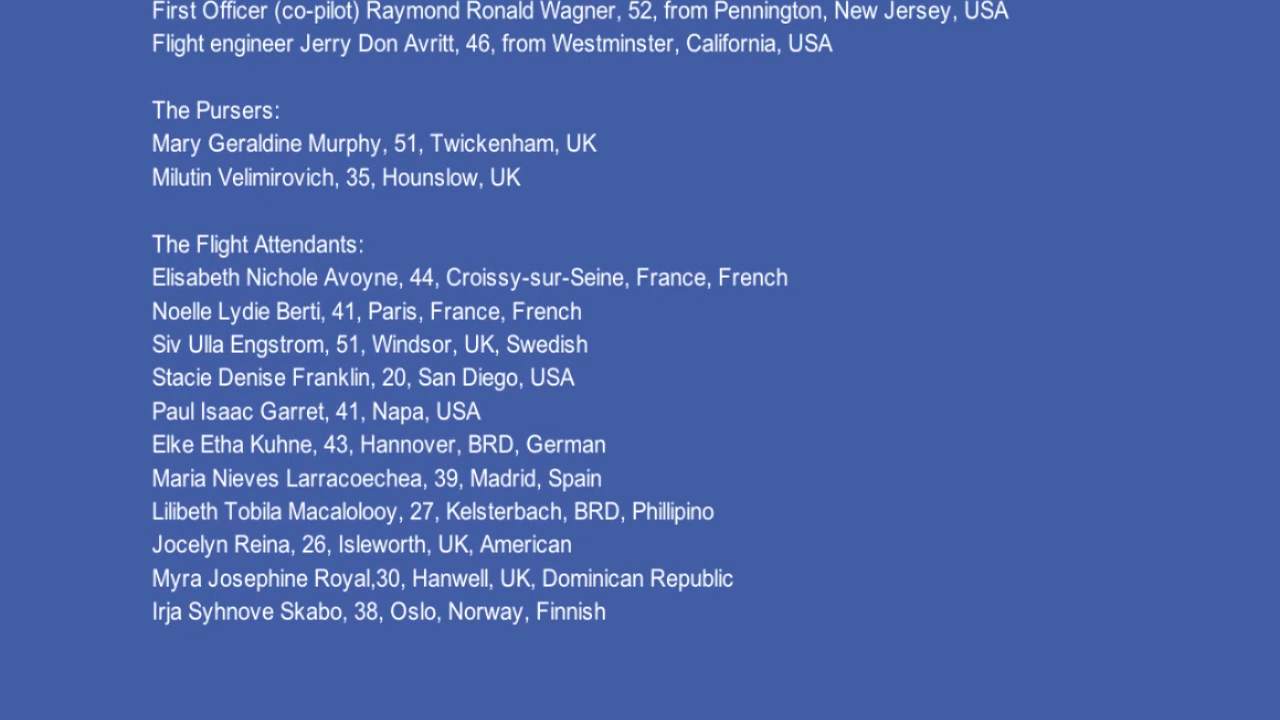 First Officer (co-pilot) Raymond Ronald Wagner, 52, from Pennington, New Jersey, USA
Flight engineer Jerry Don Avritt, 46, from Westminster, California, USA
The Pursers:
Mary Geraldine Murphy, 51, Twickenham, UK
Milutin Velimirovich, 35, Hounslow, UK
The Flight Attendants:
Elisabeth Nichole Avoyne, 44, Croissy-sur-Seine, France, French
Noelle Lydie Berti, 41, Paris, France, French
Siv Ulla Engstrom, 51, Windsor, UK, Swedish
Stacie Denise Franklin, 20, San Diego, USA
Paul Isaac Garret, 41, Napa, USA
Elke Etha Kuhne, 43, Hannover, BRD, German
Maria Nieves Larracoechea, 39, Madrid, Spain
Lilibeth Tobila Macalolooy, 27, Kelsterbach, BRD, Phillipino
Jocelyn Reina, 26, Isleworth, UK, American
Myra Josephine Royal,30, Hanwell, UK, Dominican Republic
Irja Syhnove Skabo, 38, Oslo, Norway, Finnish